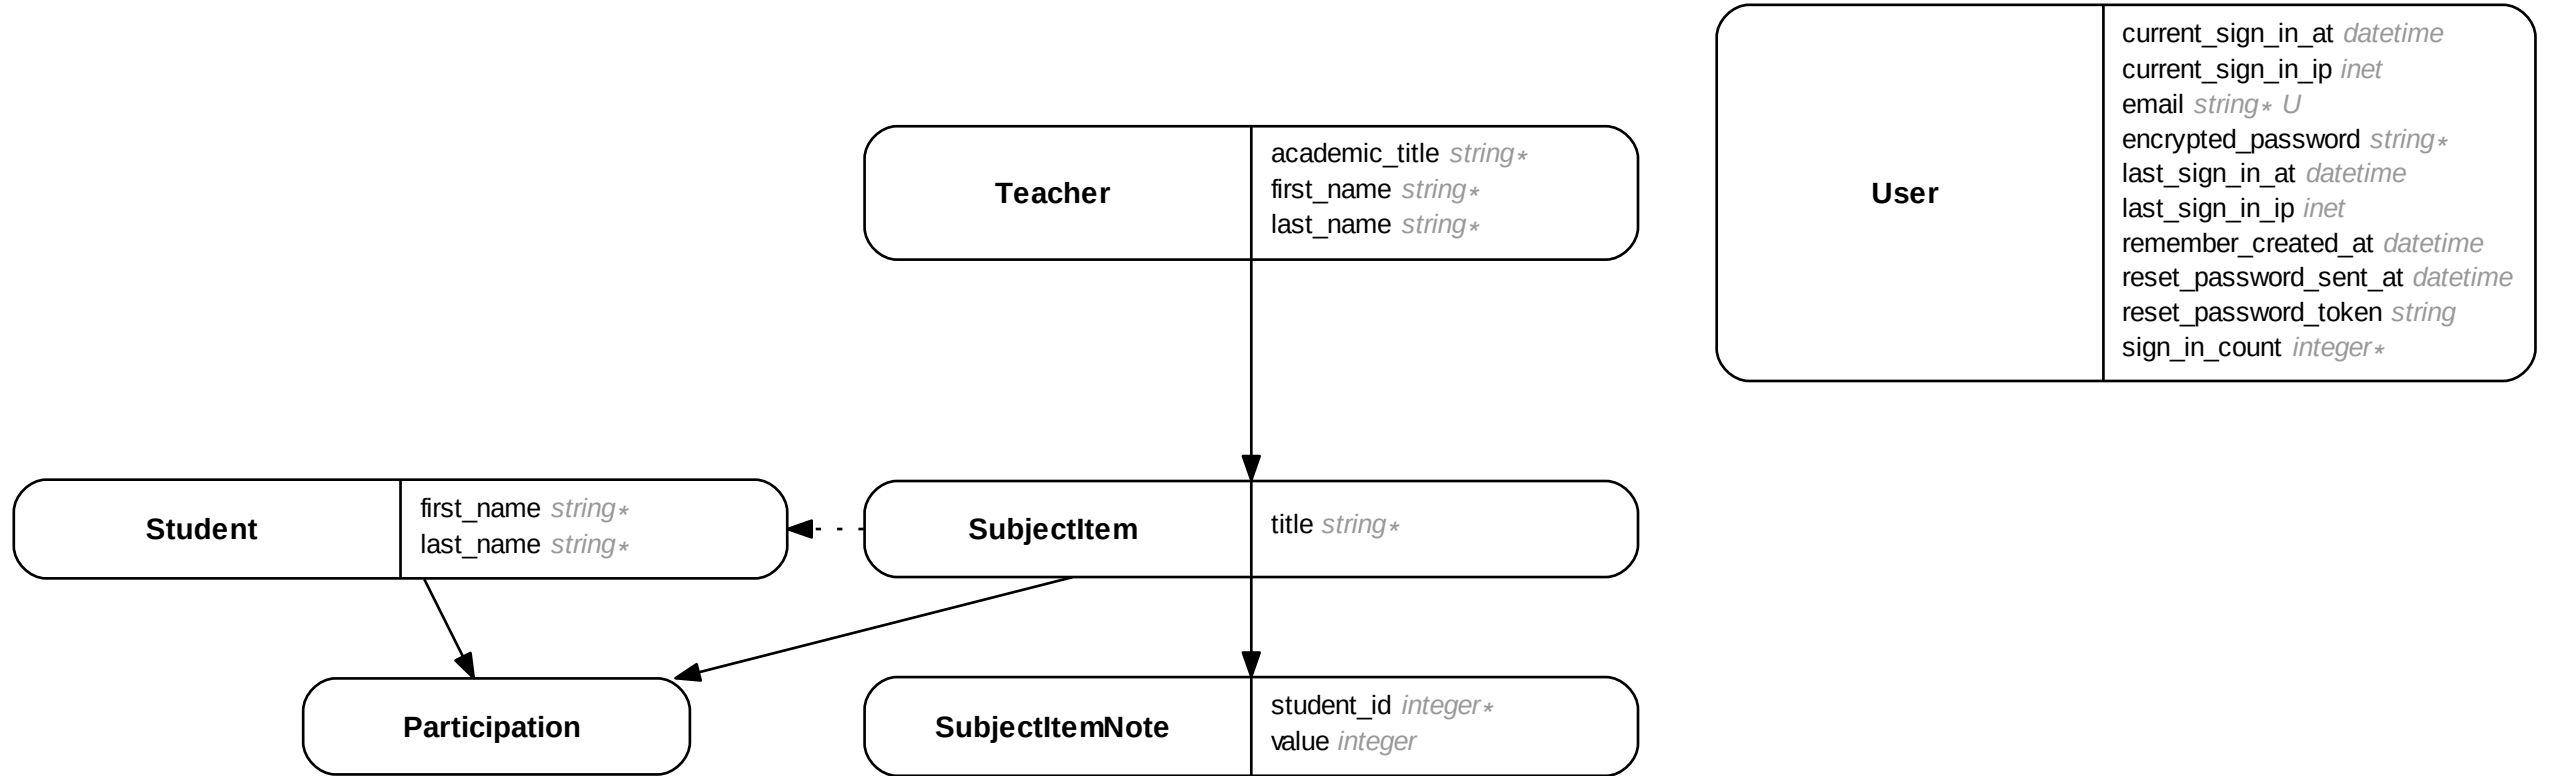 Teacher
academic_title string*
first_name string*
last_name string*
User
current_sign_in_at datetime
current_sign_in_ip inet
email string* U
encrypted_password string*
last_sign_in_at datetime
last_sign_in_ip inet
remember_created_at datetime
reset_password_sent_at datetime
reset_password_token string
sign_in_count integer*
Student
first_name string*
last_name string*
SubjectItem
title string*
Participation
SubjectItemNote
student_id integer*
value integer